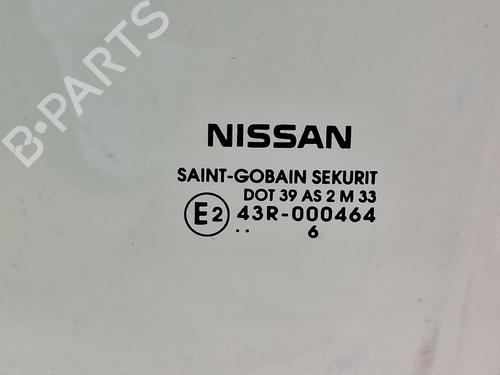 B-PARTS
NISSAN
SAINT-GOBAIN SEKURIT
DOT 39 AS 2 M 33
E2 43R-000464
.. 6